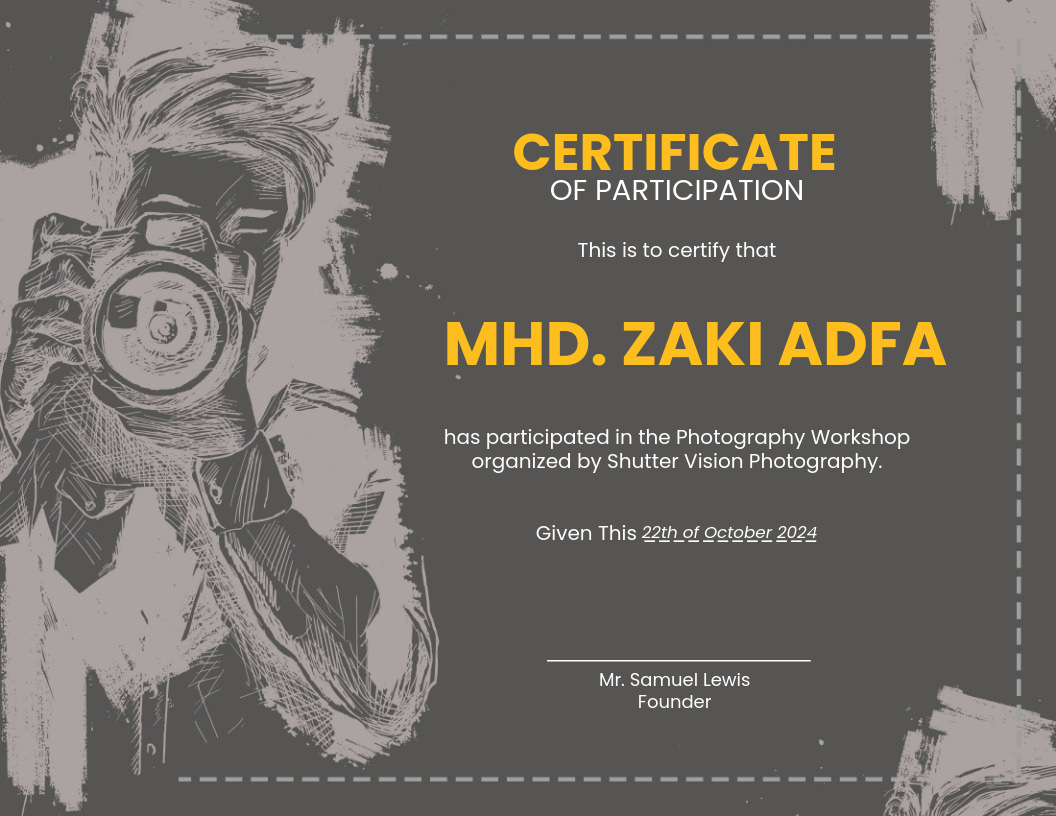 CERTIFICATE
OF PARTICIPATION
This is to certify that
MHD. ZAKI ADFA
has participated in the Photography Workshop
organized by Shutter Vision Photography.
Given This 22th of October 2024
Mr. Samuel Lewis
Founder